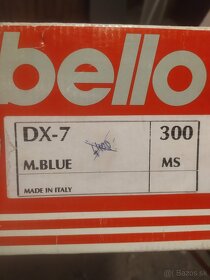 bello
DX-7
300
M.BLUE
MS
MADE IN ITALY
Bazos.sk